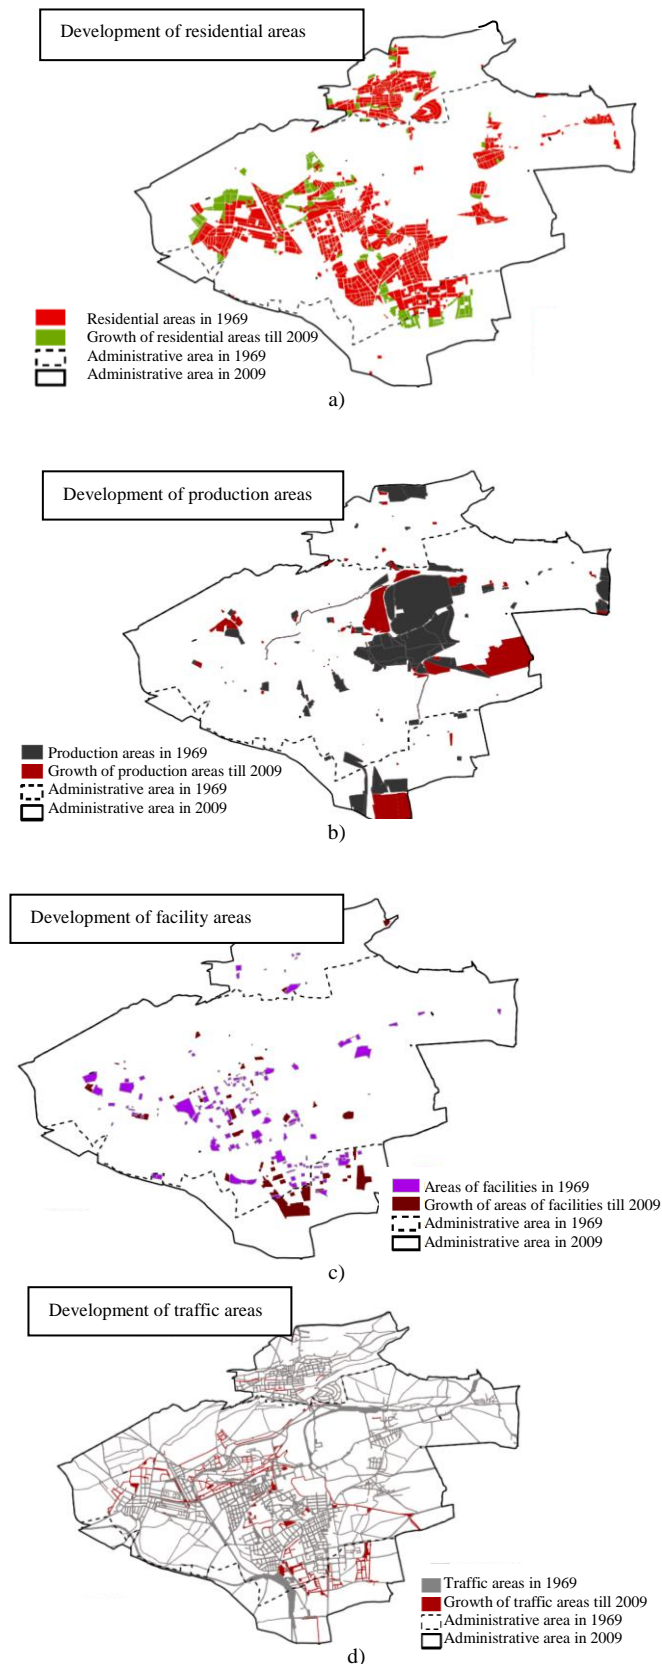 Development of residential areas
Residential areas in 1969
Growth of residential areas till 2009
Administrative area in 1969
Administrative area in 2009
a)
Development of production areas
Production areas in 1969
Growth of production areas till 2009
Administrative area in 1969
Administrative area in 2009
b)
Development of facility areas
Areas of facilities in 1969
Growth of areas of facilities till 2009
Administrative area in 1969
Administrative area in 2009
c)
Development of traffic areas
Traffic areas in 1969
Growth of traffic areas till 2009
Administrative area in 1969
Administrative area in 2009
d)